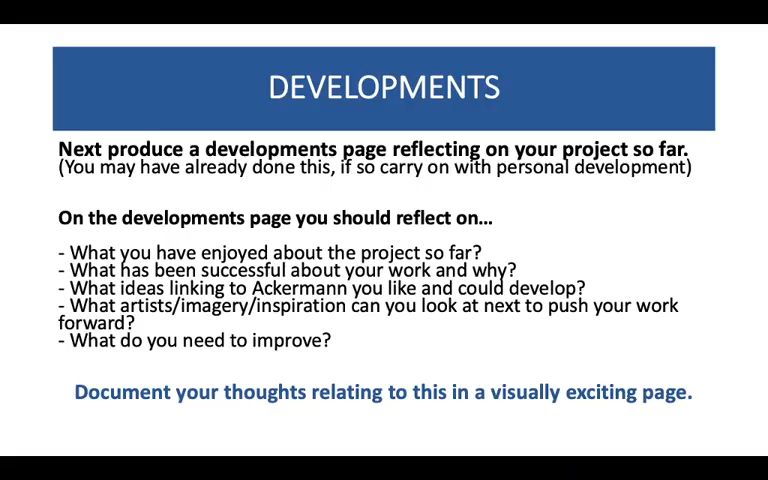 DEVELOPMENTS
Next produce a developments page reflecting on your project so far.
(You may have already done this, if so carry on with personal development)
On the developments page you should reflect on...
- What you have enjoyed about the project so far?
- What has been successful about your work and why?
- What ideas linking to Ackermann you like and could develop?
- What artists/imagery/inspiration can you look at next to push your work
forward?
- What do you need to improve?
Document your thoughts relating to this in a visually exciting page.